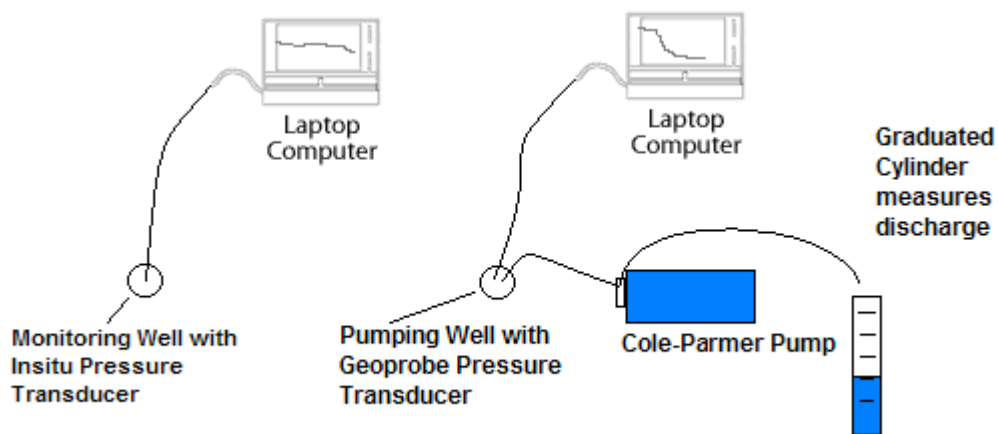 Laptop
Computer
Laptop
Computer
Graduated
Cylinder
measures
discharge
Monitoring Well with
Insitu Pressure
Transducer
Pumping Well with
Geoprobe Pressure
Transducer
Cole-Parmer Pump